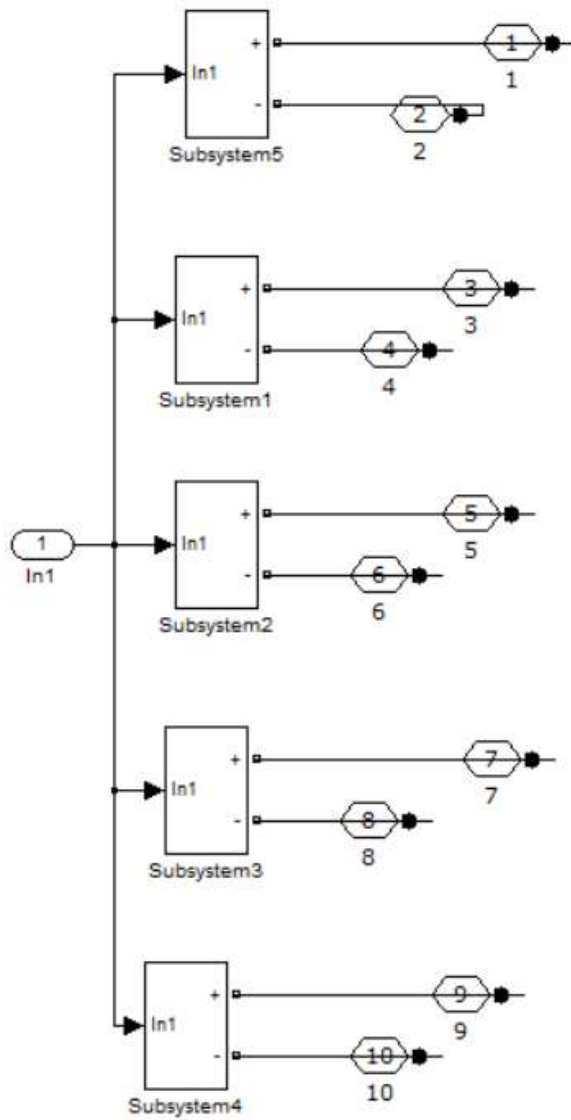 +
1
In1
1
-
2
Subsystem5
2
+
3
In1
3
-
4
4
Subsystem1
+
5
1
In1
5
In1
-
6
6
Subsystem2
+
7
In1
7
-
8
8
Subsystem3
+
9
In1
9
-
10
10
Subsystem4